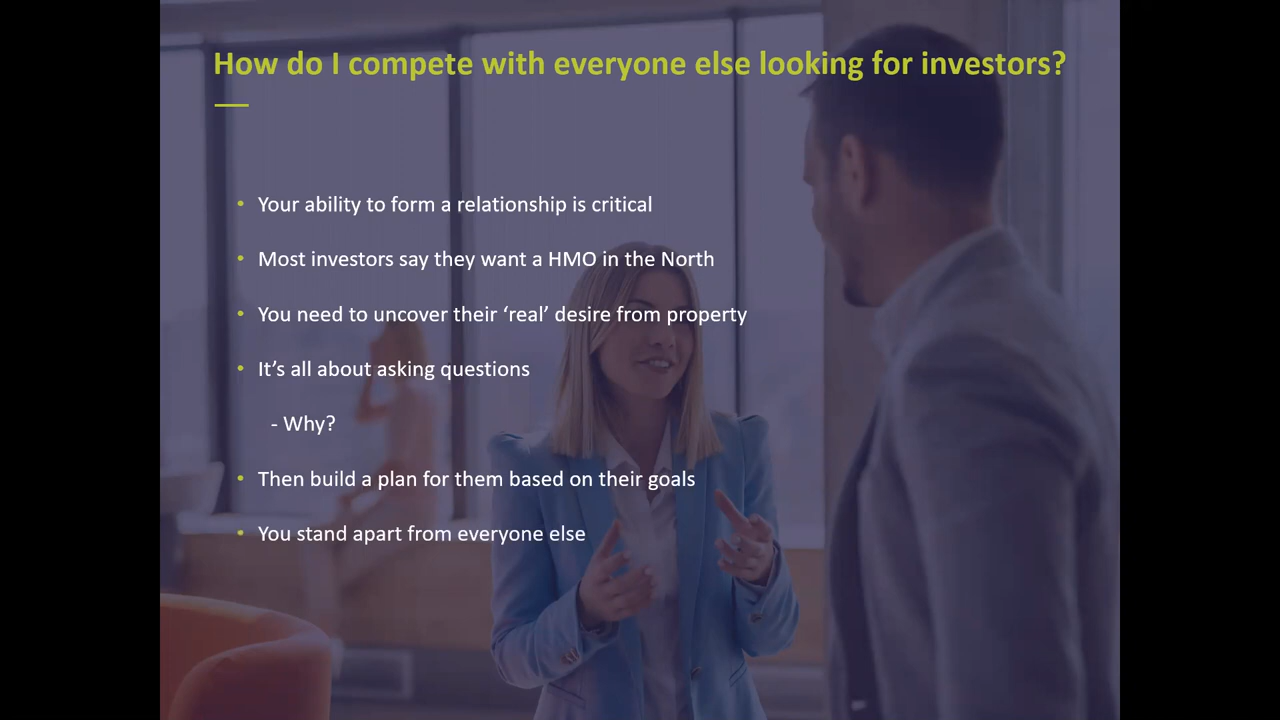 How do I compete with everyone else looking for investors?
• Your ability to form a relationship is critical
• Most investors say they want a HMO in the North
• You need to uncover their ‘real’ desire from property
• It’s all about asking questions
- Why?
• Then build a plan for them based on their goals
• You stand apart from everyone else